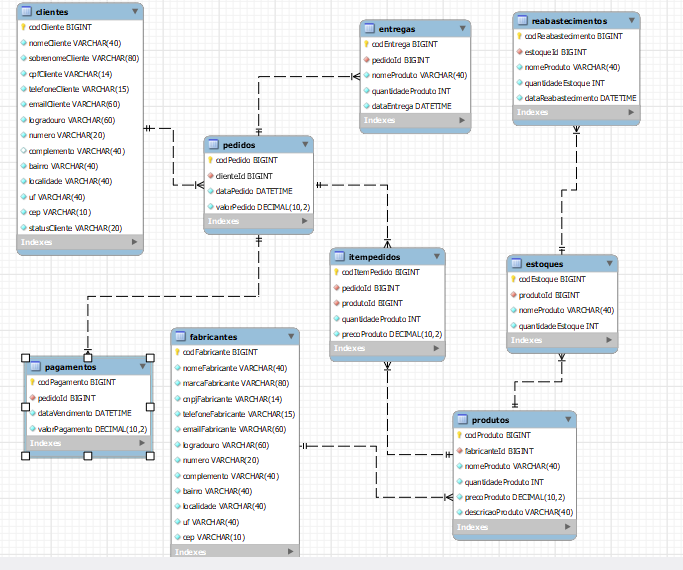 clientes
codCliente BIGINT
nomeCliente VARCHAR(40)
sobrenomeCliente VARCHAR(80)
cpfCliente VARCHAR(14)
telefoneCliente VARCHAR(15)
emailCliente VARCHAR(60)
logradouro VARCHAR(60)
numero VARCHAR(20)
complemento VARCHAR(40)
bairro VARCHAR(40)
localidade VARCHAR(40)
uf VARCHAR(40)
cep VARCHAR(10)
statusCliente VARCHAR(20)
Indexes
entregas
codEntrega BIGINT
pedidoId BIGINT
nomeProduto VARCHAR(40)
quantidadeProduto INT
dataEntrega DATETIME
Indexes
reabastecimentos
codReabastecimento BIGINT
estoqueId BIGINT
nomeProduto VARCHAR(40)
quantidadeEstoque INT
dataReabastecimento DATETIME
Indexes
pedidos
codPedido BIGINT
clienteId BIGINT
dataPedido DATETIME
valorPedido DECIMAL(10,2)
Indexes
itempedidos
codItemPedido BIGINT
pedidoId BIGINT
produtoId BIGINT
quantidadeProduto INT
precoProduto DECIMAL(10,2)
Indexes
estoques
codEstoque BIGINT
produtoId BIGINT
nomeProduto VARCHAR(40)
quantidadeEstoque INT
Indexes
pagamentos
codPagamento BIGINT
pedidoId BIGINT
dataVencimento DATETIME
valorPagamento DECIMAL(10,2)
Indexes
fabricantes
codFabricante BIGINT
nomeFabricante VARCHAR(40)
marcaFabricante VARCHAR(80)
cnpjFabricante VARCHAR(14)
telefoneFabricante VARCHAR(15)
emailFabricante VARCHAR(60)
logradouro VARCHAR(60)
numero VARCHAR(20)
complemento VARCHAR(40)
bairro VARCHAR(40)
localidade VARCHAR(40)
uf VARCHAR(40)
cep VARCHAR(10)
Indexes
produtos
codProduto BIGINT
fabricanteId BIGINT
nomeProduto VARCHAR(40)
quantidadeProduto INT
precoProduto DECIMAL(10,2)
descricaoProduto VARCHAR(40)
Indexes